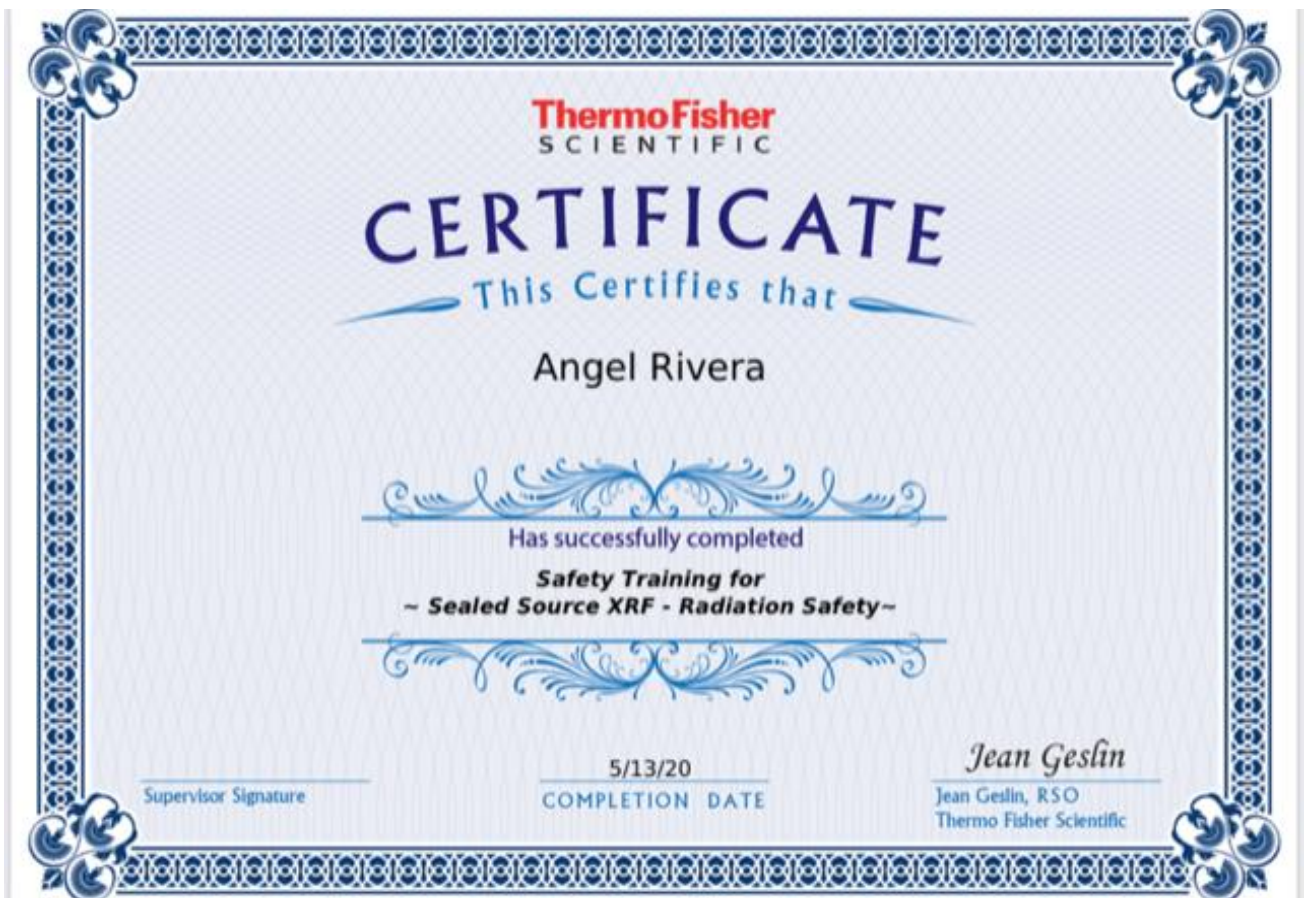 ThermoFisher
SCIENTIFIC
CERTIFICATE
This Certifies that
Angel Rivera
Has successfully completed
Safety Training for
~ Sealed Source XRF - Radiation Safety~
5/13/20
Jean Geslin
Supervisor Signature
COMPLETION DATE
Jean Geslin, RSO
Thermo Fisher Scientific